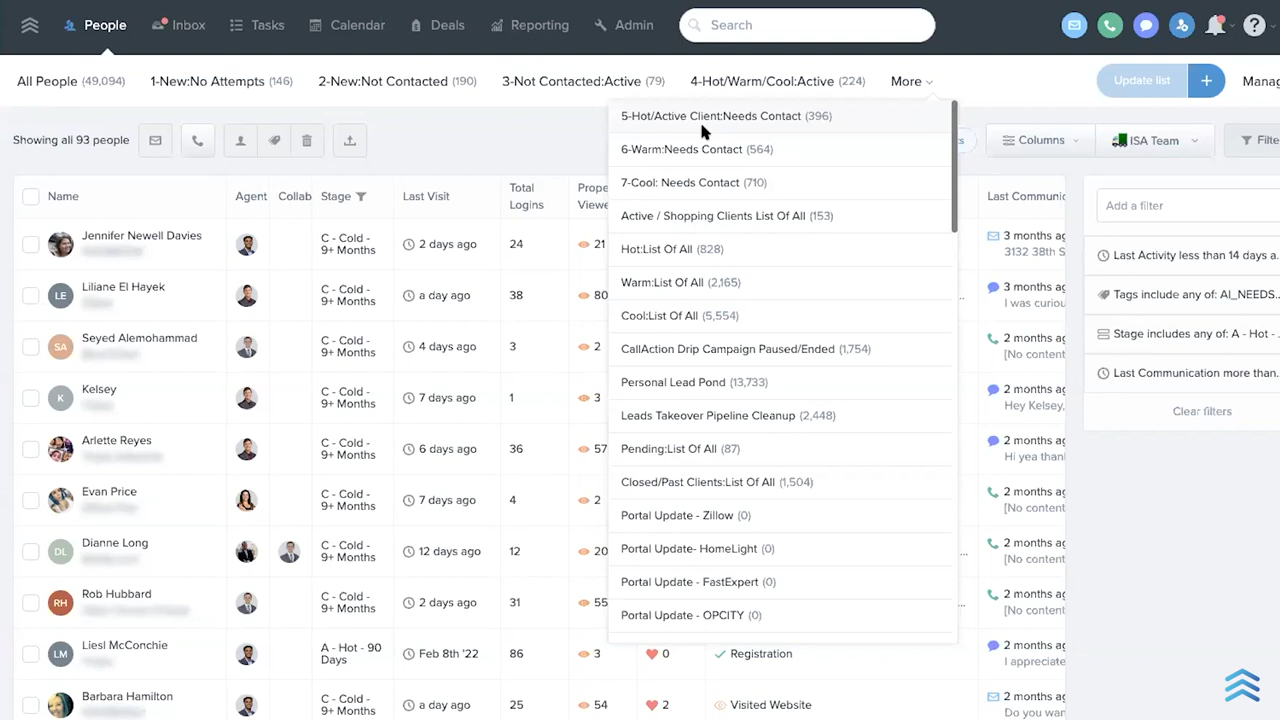 People
Inbox
Tasks
Calendar
Deals
Reporting
Admin
Search
All People (49,094)
1-New:No Attempts (146)
2-New:Not Contacted (190)
3-Not Contacted:Active (79)
4-Hot/Warm/Cool:Active (224)
More
Update list
+
Manag
Showing all 93 people
Columns
ISA Team
Filte
5-Hot/Active Client:Needs Contact (396)
6-Warm:Needs Contact (564)
7-Cool: Needs Contact (710)
Active / Shopping Clients List Of All (153)
Hot:List Of All (828)
Warm:List Of All (2,165)
Cool:List Of All (5,554)
CallAction Drip Campaign Paused/Ended (1,754)
Personal Lead Pond (13,733)
Leads Takeover Pipeline Cleanup (2,448)
Pending:List Of All (87)
Closed/Past Clients:List Of All (1,504)
Portal Update - Zillow (0)
Portal Update- HomeLight (0)
Portal Update - FastExpert (0)
Portal Update - OPCITY (0)
Name
Agent
Collab
Stage
Last Visit
Total
Logins
Prope
Viewe
Last Communic
Jennifer Newell Davies
C - Cold -
9+ Months
2 days ago
24
21
3 months ag
3132 38th S
LE
Liliane El Hayek
C - Cold -
9+ Months
a day ago
38
80
3 months ag
I was curiou
SA
Seyed Alemohammad
C - Cold -
9+ Months
4 days ago
3
2
2 months ag
[No content
K
Kelsey
C - Cold -
9+ Months
7 days ago
1
3
2 months ag
Hey Kelsey,
Arlette Reyes
C - Cold -
9+ Months
6 days ago
36
57
2 months ag
Hi yea thank
Evan Price
C - Cold -
9+ Months
7 days ago
4
2
2 months ag
[No content
DL
Dianne Long
C - Cold -
9+ Months
12 days ago
12
20
2 months ag
[No content
RH
Rob Hubbard
C - Cold -
9+ Months
2 days ago
31
55
2 months ag
[No content
LM
Liesl McConchie
A - Hot - 90
Days
Feb 8th '22
86
3
0
Registration
2 months ag
I appreciate
Barbara Hamilton
C - Cold -
9+ Months
a day ago
25
54
2
Visited Website
2 months ag
Do you wan
Add a filter
Last Activity less than 14 days a..
Tags include any of: AI_NEEDS...
Stage includes any of: A - Hot - ..
Last Communication more than..
Clear filters